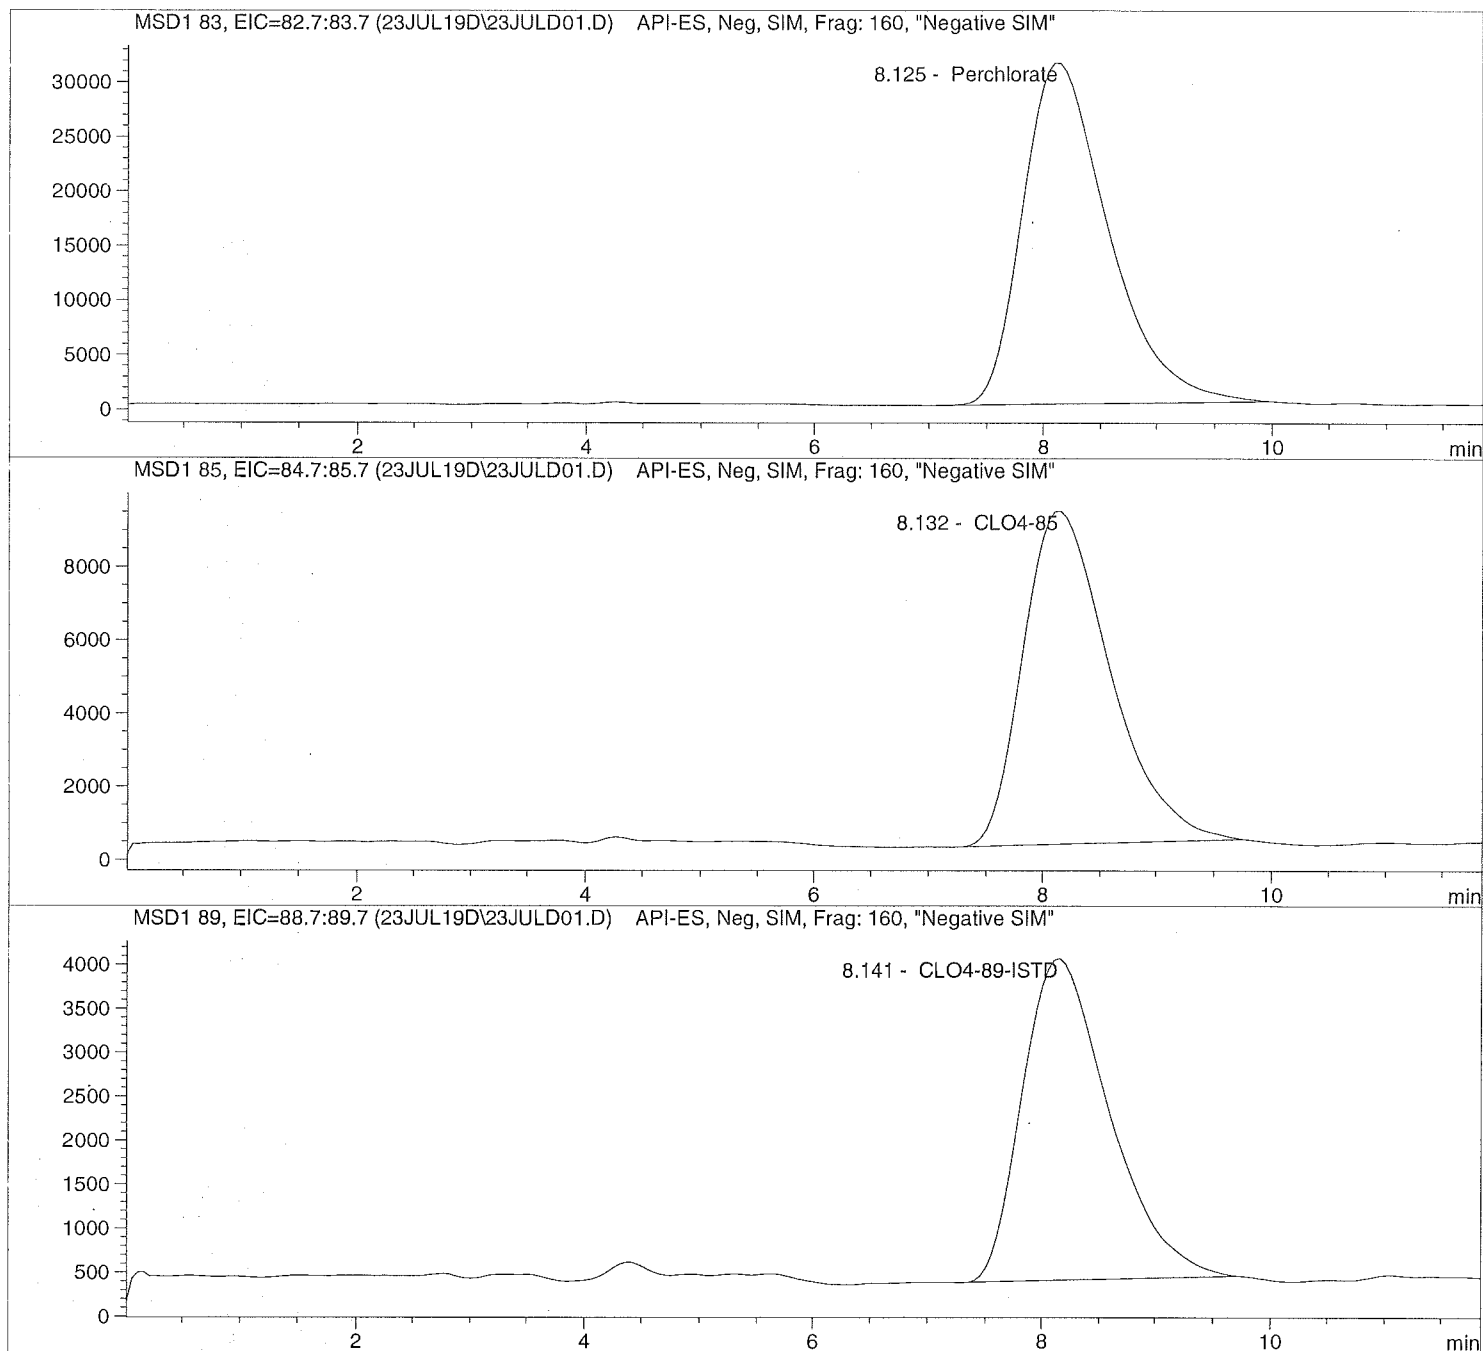 MSD1 83, EIC=82.7:83.7 (23JUL19D\23JULD01.D) API-ES, Neg, SIM, Frag: 160, "Negative SIM"
8.125 - Perchlorate
30000
25000
20000
15000
10000
5000
0
2 4 6 8 10 min
MSD1 85, EIC=84.7:85.7 (23JUL19D\23JULD01.D) API-ES, Neg, SIM, Frag: 160, "Negative SIM"
8.132 - CLO4-85
8000
6000
4000
2000
0
2 4 6 8 10 min
MSD1 89, EIC=88.7:89.7 (23JUL19D\23JULD01.D) API-ES, Neg, SIM, Frag: 160, "Negative SIM"
8.141 - CLO4-89-ISTD
4000
3500
3000
2500
2000
1500
1000
500
0
2 4 6 8 10 min